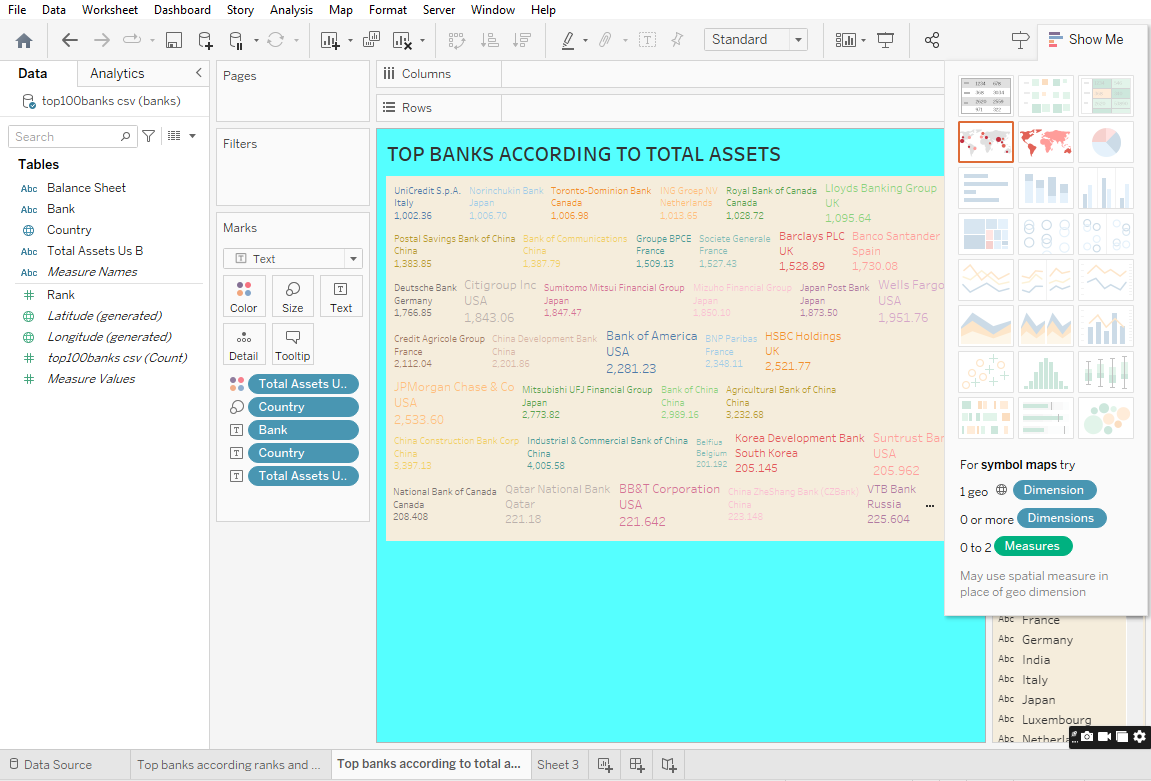 File Data Worksheet Dashboard Story Analysis Map Format Server Window Help
Standard
Show Me
Data Analytics
top100banks csv (banks)
Search
Tables
Abc Balance Sheet
Abc Bank
Country
Abc Total Assets Us B
Abc Measure Names
# Rank
Latitude (generated)
Longitude (generated)
# top100banks csv (Count)
# Measure Values
Pages
Filters
Marks
T Text
Color Size Text
Detail Tooltip
Total Assets U..
Country
T Bank
T Country
T Total Assets U..
Columns
Rows
TOP BANKS ACCORDING TO TOTAL ASSETS
UniCredit S.p.A. Norinchukin Bank Toronto-Dominion Bank ING Groep NV Royal Bank of Canada Lloyds Banking Group
Italy Japan Canada Netherlands Canada UK
1,002.36 1,006.70 1,006.98 1,013.65 1,028.72 1,095.64
Postal Savings Bank of China Bank of Communications Groupe BPCE Societe Generale Barclays PLC Banco Santander
China China France France UK Spain
1,383.85 1,387.79 1,509.13 1,527.43 1,528.89 1,730.08
Deutsche Bank Citigroup Inc Sumitomo Mitsui Financial Group Mizuho Financial Group Japan Post Bank Wells Fargo
Germany USA Japan Japan Japan USA
1,766.85 1,843.06 1,847.47 1,850.10 1,873.50 1,951.76
Credit Agricole Group China Development Bank Bank of America BNP Paribas HSBC Holdings
France China USA France UK
2,112.04 2,201.86 2,281.23 2,348.11 2,521.77
JPMorgan Chase & Co Mitsubishi UFJ Financial Group Bank of China Agricultural Bank of China
USA Japan China China
2,533.60 2,773.82 2,989.16 3,232.68
China Construction Bank Corp Industrial & Commercial Bank of China Belfius Korea Development Bank Suntrust Ban
China China Belgium South Korea USA
3,397.13 4,005.58 201.192 205.145 205.962
National Bank of Canada Qatar National Bank BB&T Corporation China ZheShang Bank (CZBank) VTB Bank
Canada Qatar USA China Russia
208.408 221.18 221.642 223.148 225.604 ...
For symbol maps try
1 geo Dimension
0 or more Dimensions
0 to 2 Measures
May use spatial measure in
place of geo dimension
Abc France
Abc Germany
Abc India
Abc Italy
Abc Japan
Abc Luxembourg
Abc Netherla
Data Source Top banks according ranks and ... Top banks according to total a... Sheet 3